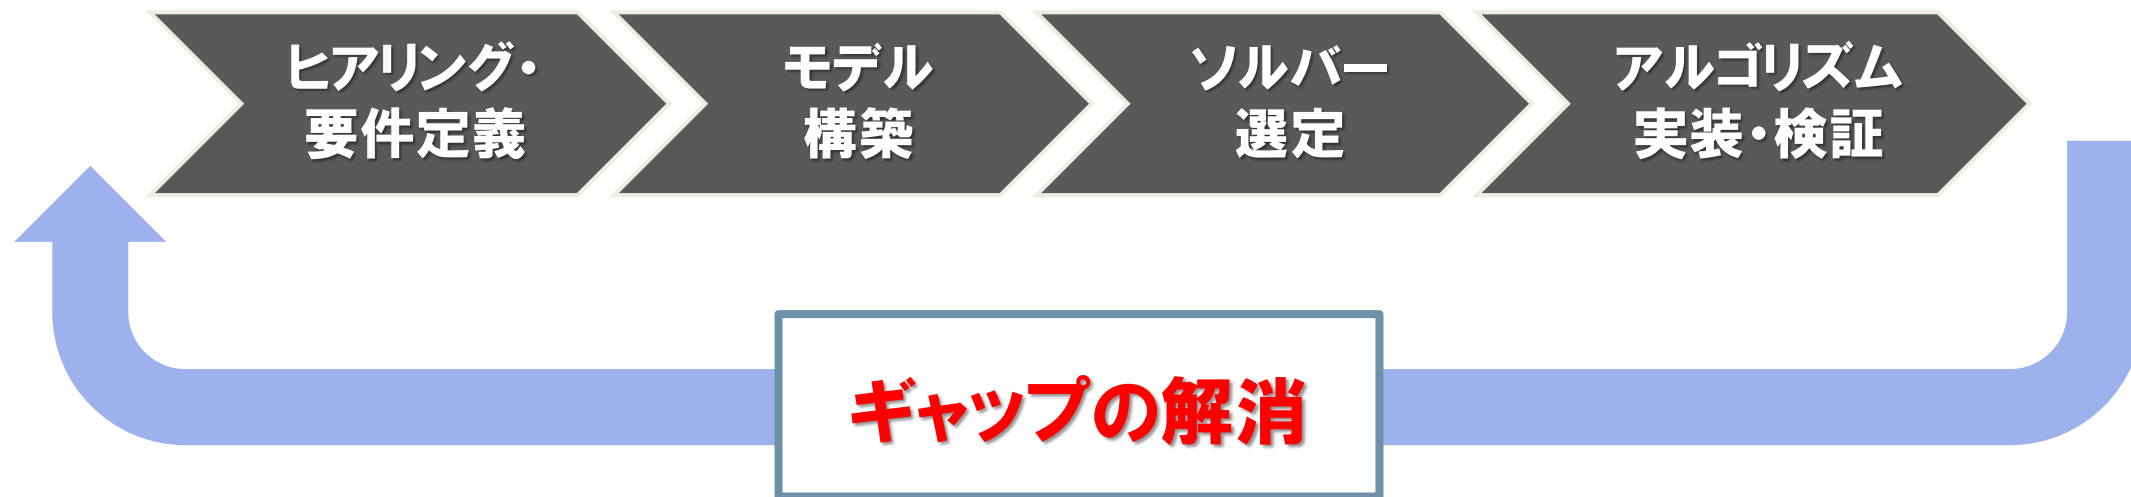 ヒアリング・
要件定義
モデル
構築
ソルバー
選定
アルゴリズム
実装・検証
ギャップの解消